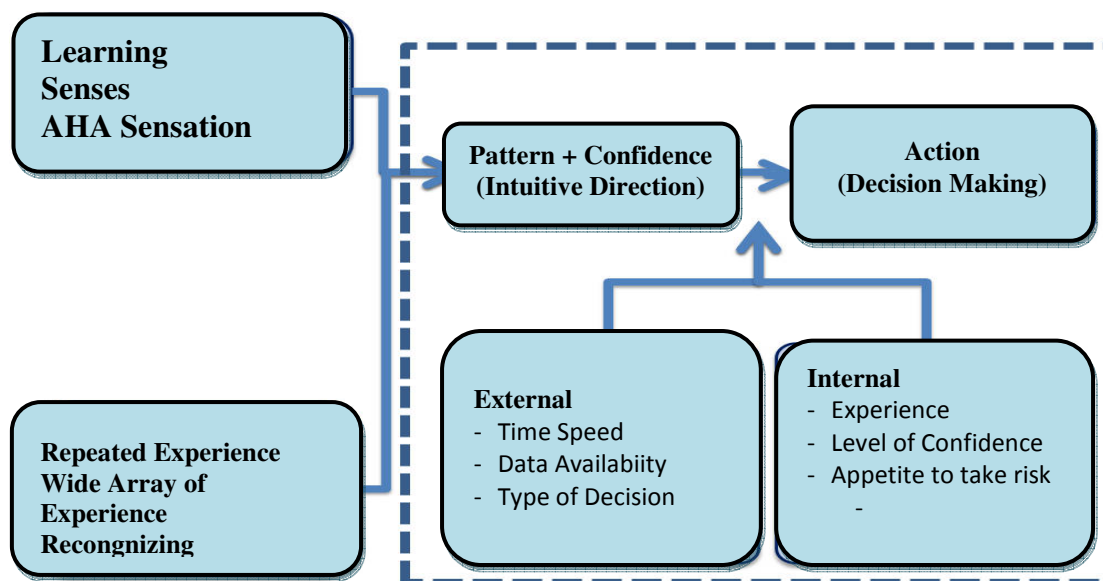 Learning
Senses
AHA Sensation
Pattern + Confidence
(Intuitive Direction)
Action
(Decision Making)
Repeated Experience
Wide Array of
Experience
Recongnizing
External
- Time Speed
- Data Availabiity
- Type of Decision
Internal
- Experience
- Level of Confidence
- Appetite to take risk
-